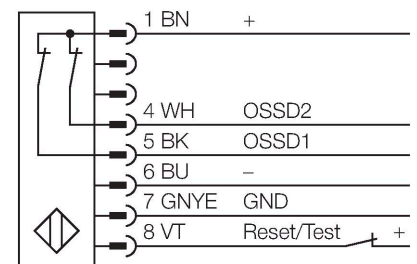 1 BN +
4 WH OSSD2
5 BK OSSD1
6 BU –
7 GNYE GND
8 VT Reset/Test +